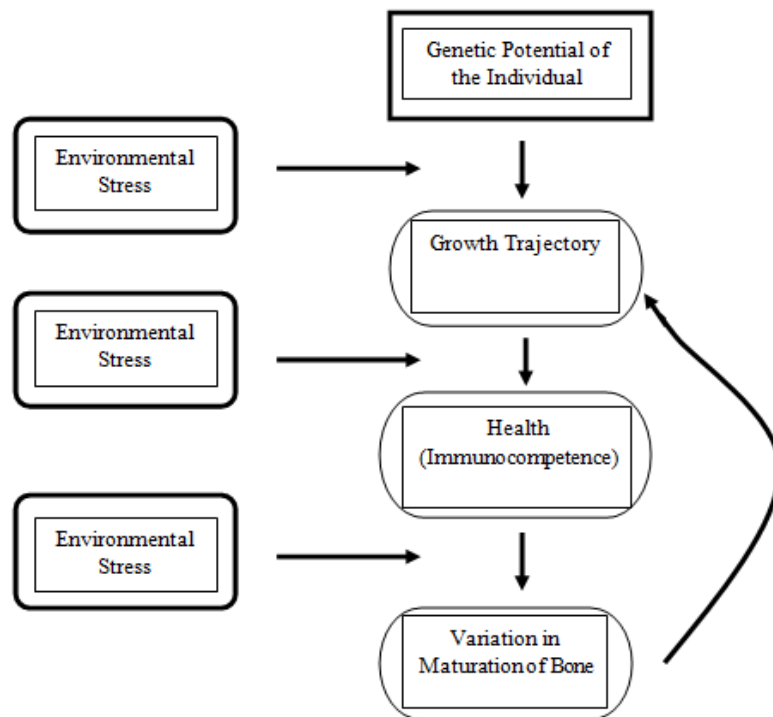 Genetic Potential of
the Individual
Environmental
Stress
Growth Trajectory
Environmental
Stress
Health
(Immunocompetence)
Environmental
Stress
Variation in
Maturation of Bone